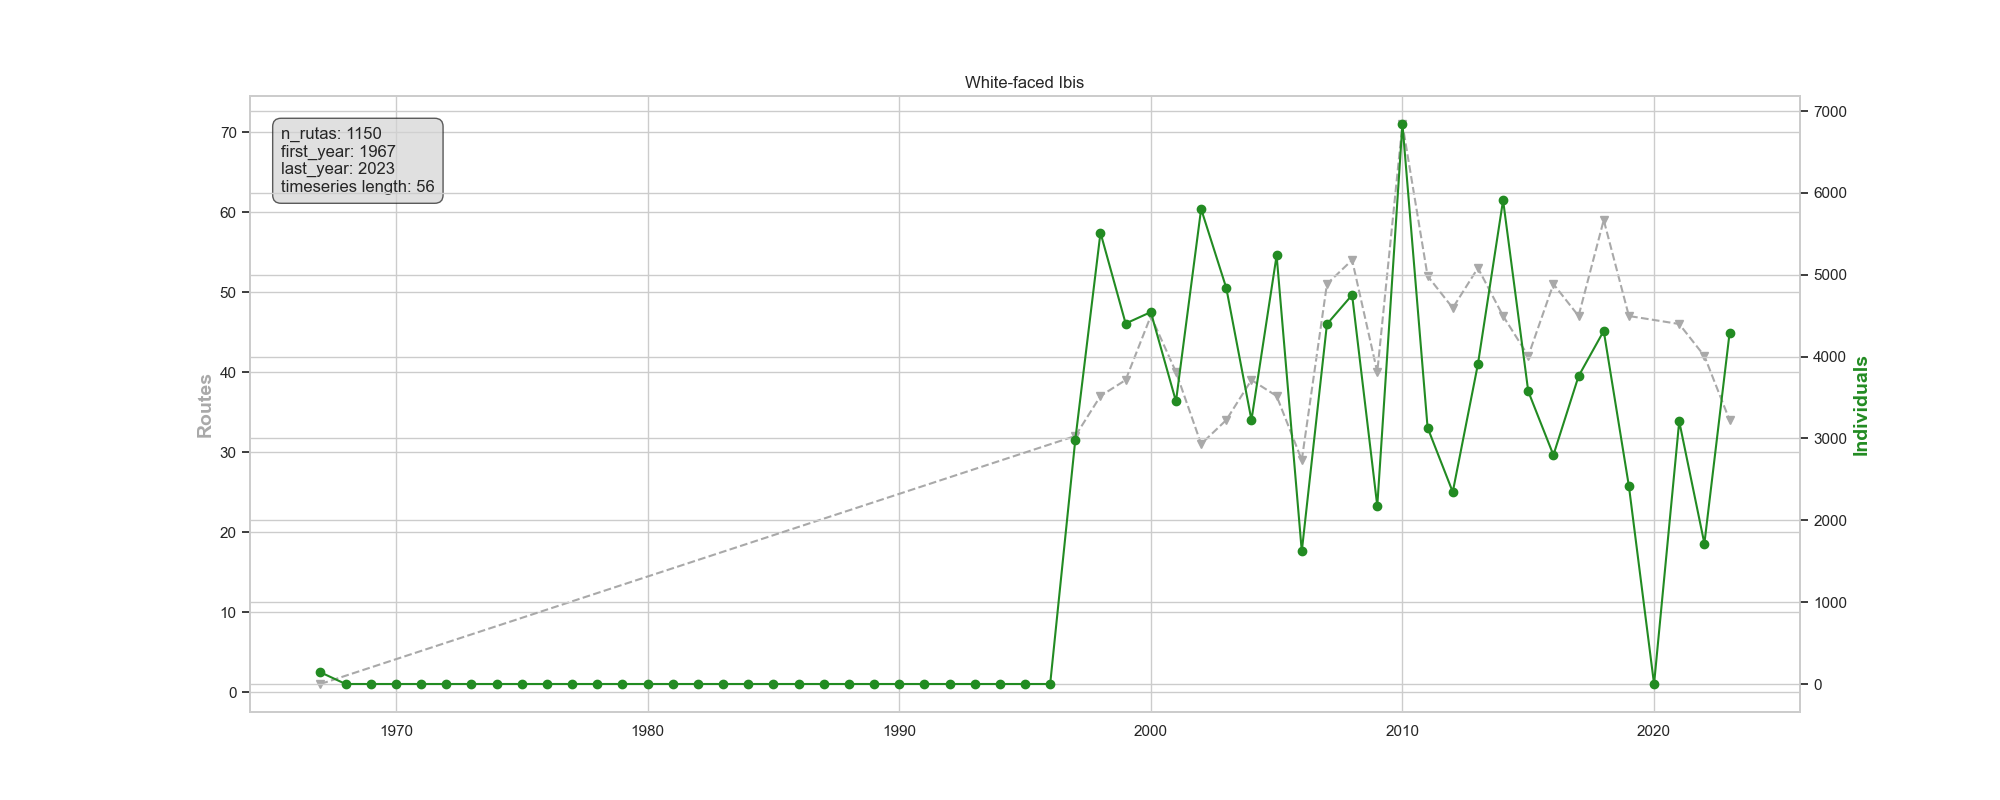 White-faced Ibis
n_rutas: 1150
first_year: 1967
last_year: 2023
timeseries length: 56
Routes
70
60
50
40
30
20
10
0
7000
6000
5000
4000
3000
2000
1000
0
Individuals
1970 1980 1990 2000 2010 2020